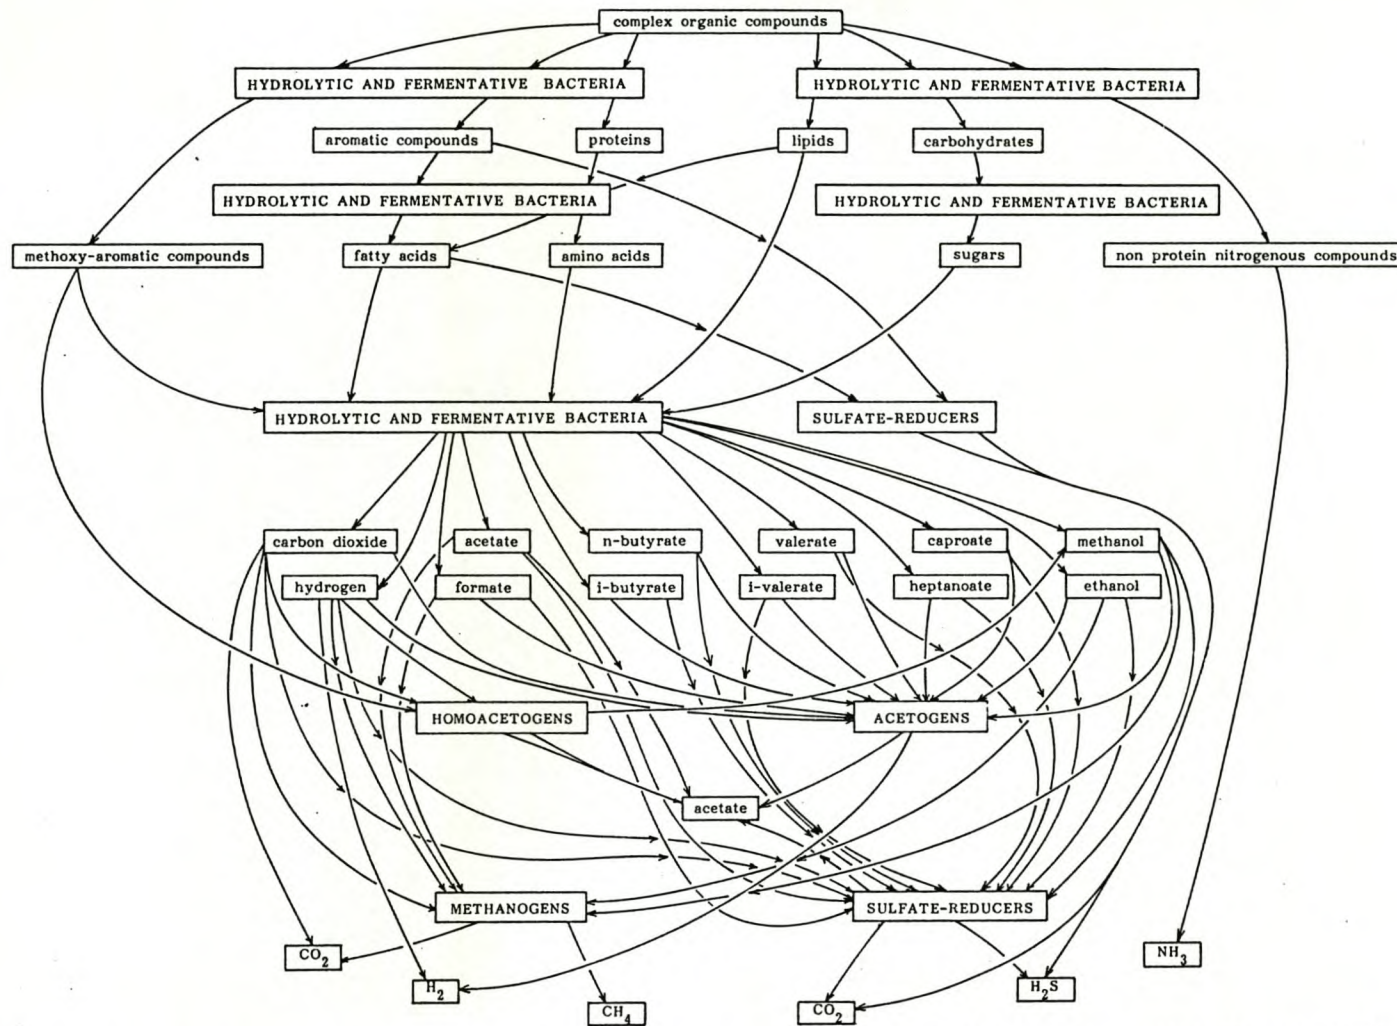 complex organic compounds
HYDROLYTIC AND FERMENTATIVE BACTERIA
HYDROLYTIC AND FERMENTATIVE BACTERIA
aromatic compounds
proteins
lipids
carbohydrates
HYDROLYTIC AND FERMENTATIVE BACTERIA
HYDROLYTIC AND FERMENTATIVE BACTERIA
methoxy-aromatic compounds
fatty acids
amino acids
sugars
non protein nitrogenous compounds
HYDROLYTIC AND FERMENTATIVE BACTERIA
SULFATE-REDUCERS
carbon dioxide
acetate
n-butyrate
valerate
caproate
methanol
hydrogen
formate
i-butyrate
i-valerate
heptanoate
ethanol
HOMOACETOGENS
ACETOGENS
acetate
METHANOGENS
SULFATE-REDUCERS
CO2
NH3
H2
H2S
CH4
CO2